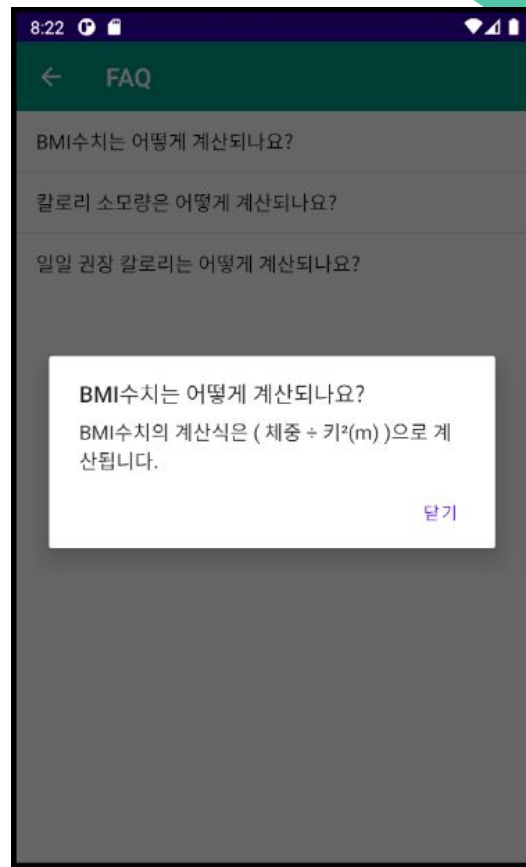 8:22
FAQ
BMI수치는 어떻게 계산되나요?
칼로리 소모량은 어떻게 계산되나요?
일일 권장 칼로리는 어떻게 계산되나요?
BMI수치는 어떻게 계산되나요?
BMI수치의 계산식은 ( 체중 ÷ 키²(m) )으로 계
산됩니다.
닫기